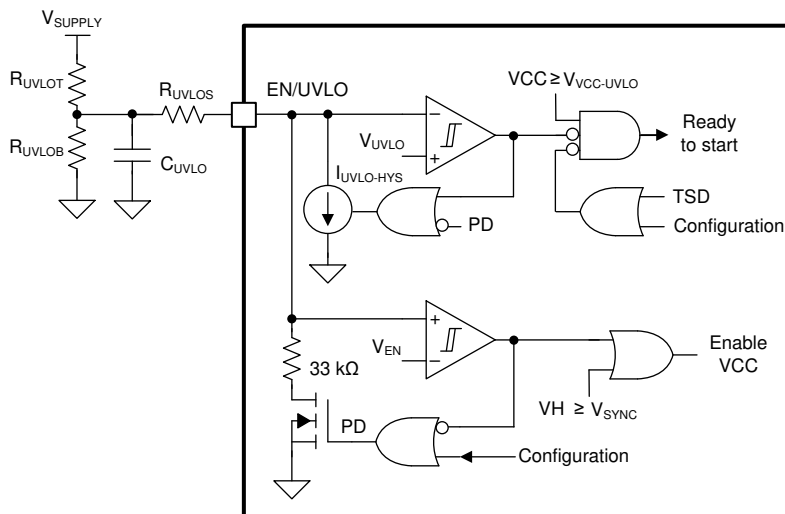 VSUPPLY
RUVLOT
RUVLOS
RUVLOB
CUVLO
EN/UVLO
VUVLO
−
+
IUVLO-HYS
PD
VCC ≥ VVCC-UVLO
Ready
to start
TSD
Configuration
+
−
VEN
33 kΩ
PD
VH ≥ VSYNC
Enable
VCC
Configuration